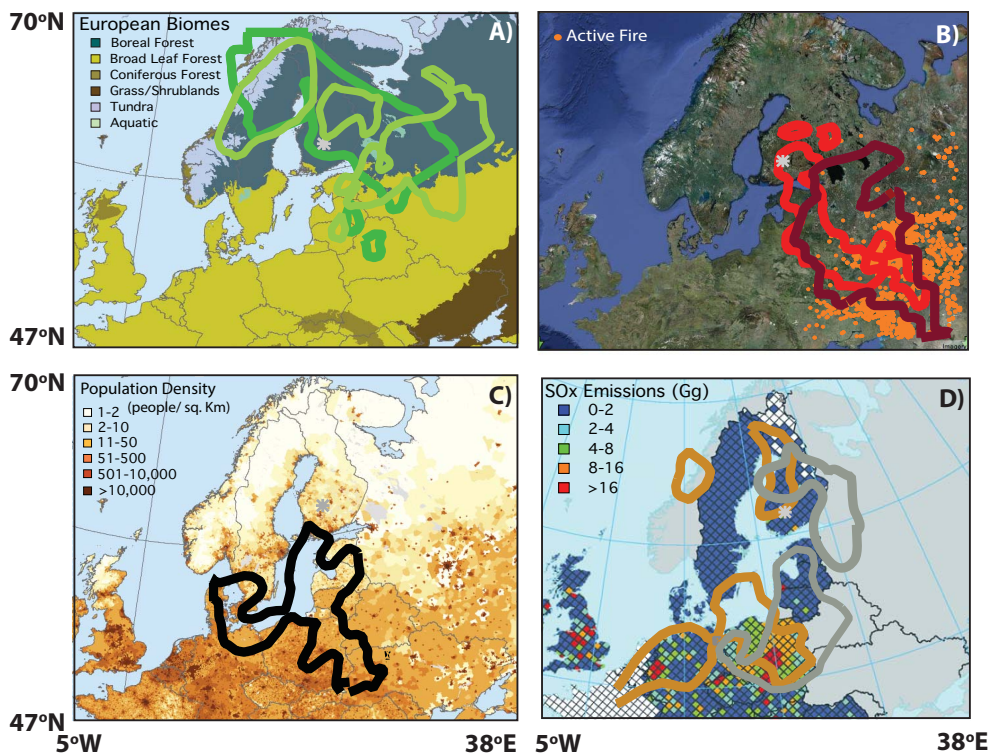 70°N
European Biomes
A)
Boreal Forest
Broad Leaf Forest
Coniferous Forest
Grass/Shrublands
Tundra
Aquatic
47°N
Active Fire
B)
Imagery
70°N
Population Density
(people/ sq. Km)
C)
1-2
2-10
11-50
51-500
501-10,000
>10,000
47°N
5°W
38°E
SOx Emissions (Gg)
D)
0-2
2-4
4-8
8-16
>16
5°W
38°E